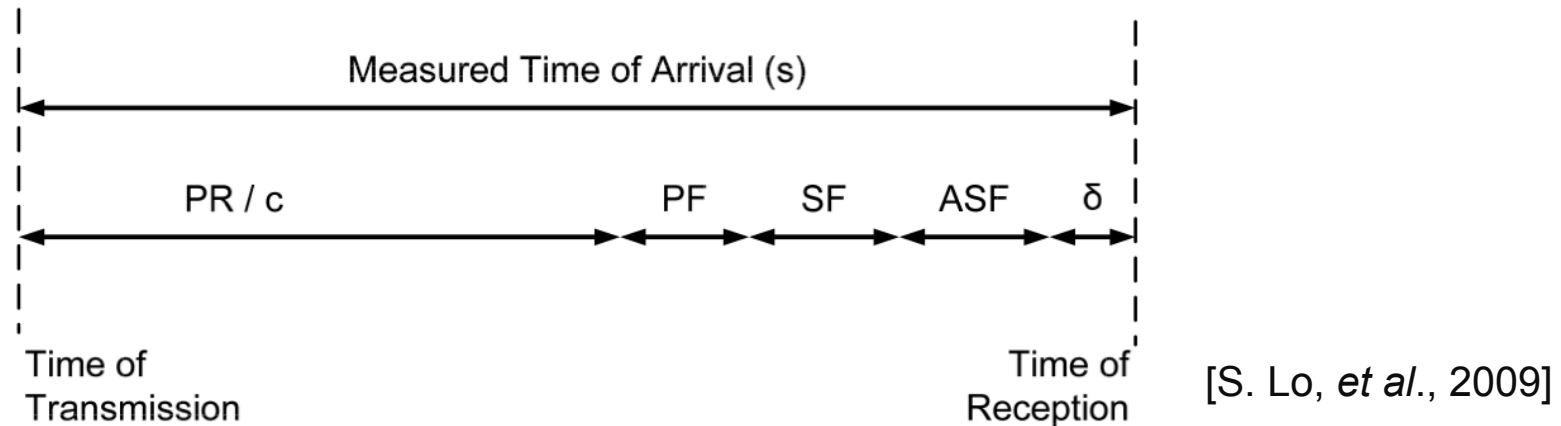 Measured Time of Arrival (s)
PR / c PF SF ASF δ
Time of
Transmission
Time of
Reception
[S. Lo, et al., 2009]